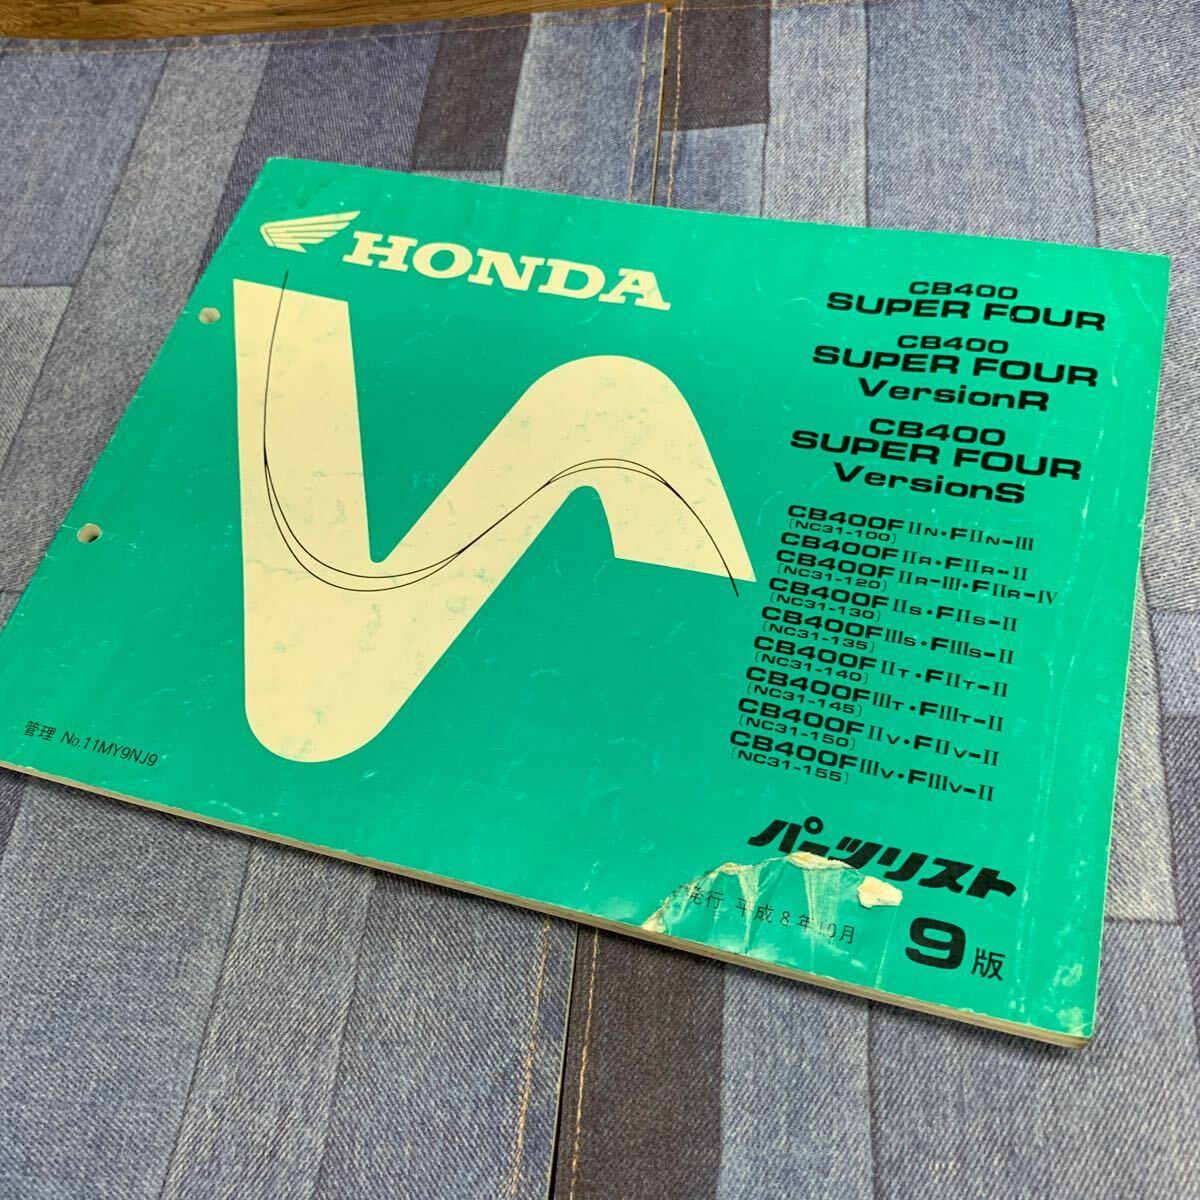 HONDA
CB400
SUPER FOUR
CB400
SUPER FOUR
VersionR
CB400
SUPER FOUR
VersionS
CB400FⅡN・FⅡN-Ⅲ
(NC31-100)
CB400FⅡR・FⅡR-Ⅱ
CB400FⅡR-Ⅲ・FⅡR-Ⅳ
(NC31-120)
CB400FⅡS・FⅡS-Ⅱ
(NC31-130)
CB400FⅢS・FⅢS-Ⅱ
(NC31-135)
CB400FⅡT・FⅡT-Ⅱ
(NC31-140)
CB400FⅢT・FⅢT-Ⅱ
(NC31-145)
CB400FⅡV・FⅡV-Ⅱ
(NC31-150)
CB400FⅢV・FⅢV-Ⅱ
(NC31-155)
管理 No.11MY9NJ9
パーツリスト
発行 平成8年10月
9版